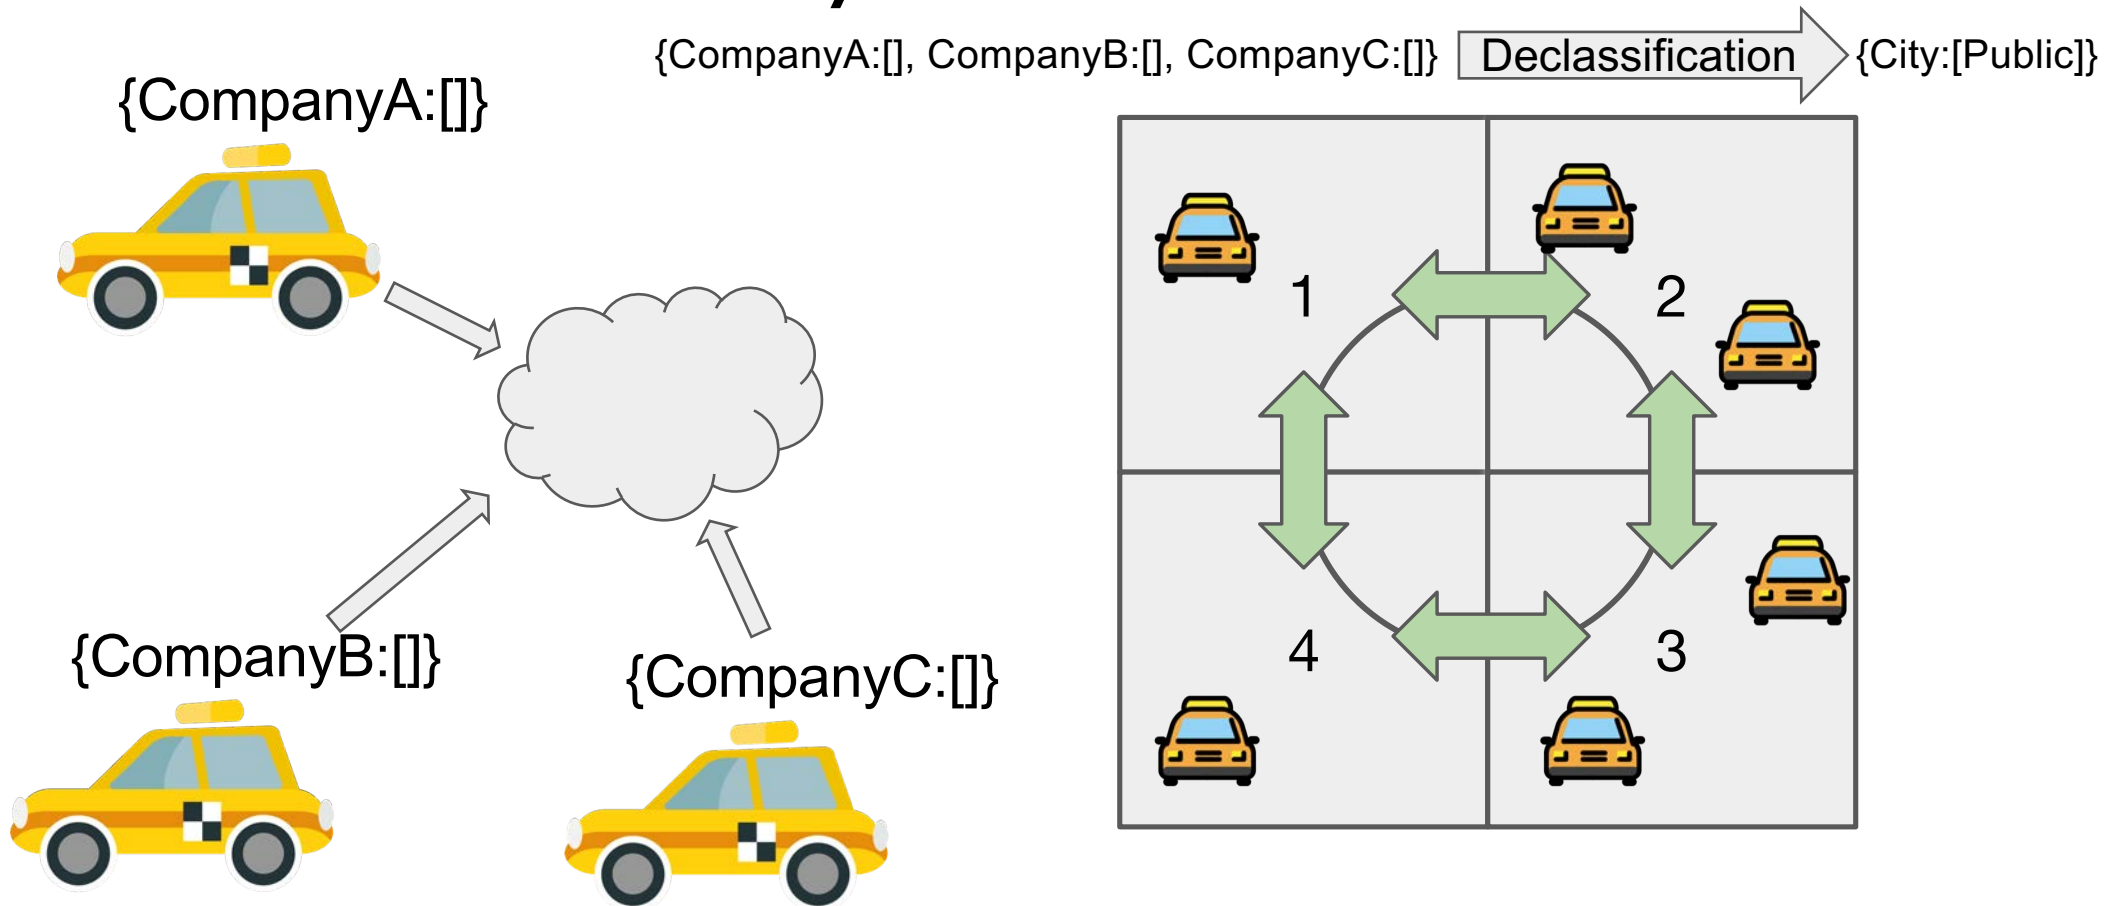 {CompanyA:[], CompanyB:[], CompanyC:[]} Declassification {City:[Public]}
{CompanyA:[]}
1 2
{CompanyB:[]} {CompanyC:[]} 4 3